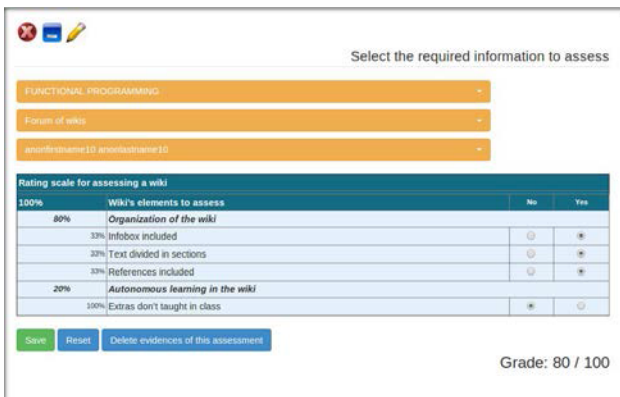 Select the required information to assess
FUNCTIONAL PROGRAMMING
Forum of wikis
anonfirstname10 anonlastname10
Rating scale for assessing a wiki
100% Wiki's elements to assess No Yes
80% Organization of the wiki
33% Infobox included
33% Text divided in sections
33% References included
20% Autonomous learning in the wiki
100% Extras don't taught in class
Save Reset Delete evidences of this assessment
Grade: 80 / 100